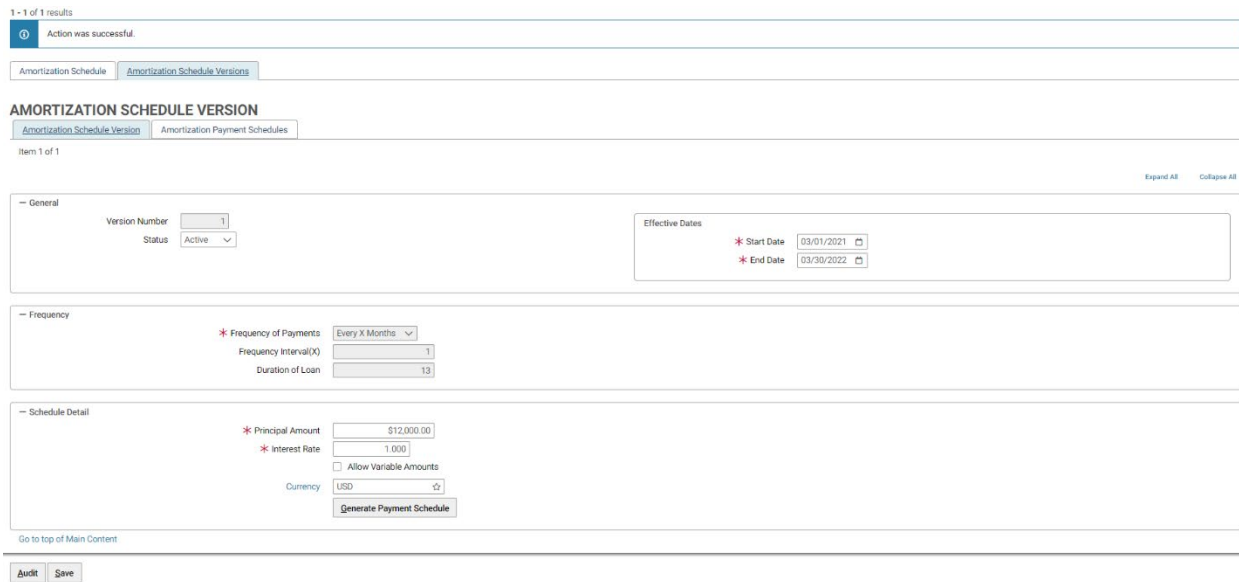 1 - 1 of 1 results
Action was successful.
Amortization Schedule Amortization Schedule Versions
AMORTIZATION SCHEDULE VERSION
Amortization Schedule Version Amortization Payment Schedules
Item 1 of 1
Expand All Collapse All
— General
Version Number 1
Status Active
Effective Dates
* Start Date 03/01/2021
* End Date 03/30/2022
— Frequency
* Frequency of Payments Every X Months
Frequency Interval(X) 1
Duration of Loan 13
— Schedule Detail
* Principal Amount $12,000.00
* Interest Rate 1.000
Allow Variable Amounts
Currency USD
Generate Payment Schedule
Go to top of Main Content
Audit Save